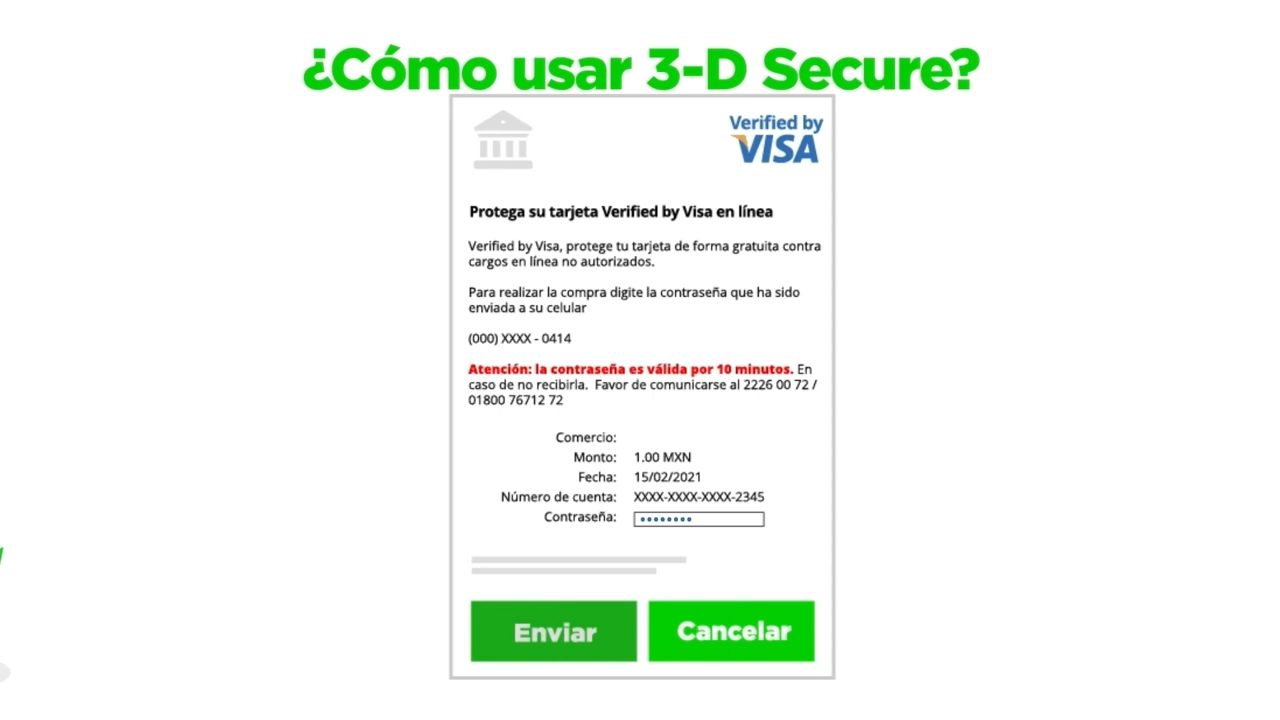 ¿Cómo usar 3-D Secure?
Verified by
VISA
Protega su tarjeta Verified by Visa en línea
Verified by Visa, protege tu tarjeta de forma gratuita contra
cargos en línea no autorizados.
Para realizar la compra digite la contraseña que ha sido
enviada a su celular
(000) XXXX - 0414
Atención: la contraseña es válida por 10 minutos. En
caso de no recibirla. Favor de comunicarse al 2226 00 72 /
01800 76712 72
Comercio:
Monto: 1.00 MXN
Fecha: 15/02/2021
Número de cuenta: XXXX-XXXX-XXXX-2345
Contraseña: ••••••••
Enviar Cancelar